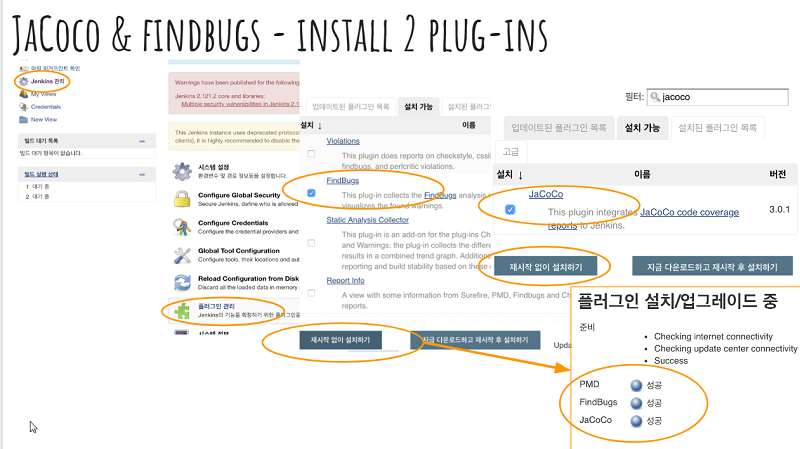 JaCoco & findbugs - install 2 plug-ins
Jenkins 관리
My Views
Credentials
New View
빌드 대기 목록
빌드 대기 항목이 없습니다.
빌드 실행 상태
1 대기 중
2 대기 중
Warnings have been published for the following
Jenkins 2.121.2 core and libraries:
Multiple security vulnerabilities in Jenkins 2.1
This Jenkins instance uses deprecated protocol
clients), it is highly recommended to disable the
시스템 설정
환경변수 및 경로 정보등을 설정합니다.
Configure Global Security
Secure Jenkins: define who is allowed
Configure Credentials
Configure the credential providers and
Global Tool Configuration
Configure tools, their locations and auto
Reload Configuration from Disk
Discard all the loaded data in memory
플러그인 관리
Jenkins의 기능을 확장하기 위한 플러그인을
시스템 정보
업데이트된 플러그인 목록
설치 가능
설치된 플러그
설치 ↓
이름
Violations
This plugin does reports on checkstyle, cssli
findbugs, and pericritic violations.
FindBugs
This plug-in collects the FindBugs analysis
visualizes the found warnings.
Static Analysis Collector
This plug-in is an add-on for the plug-ins Ch
and Warnings: the plug-in collects the differe
results in a combined trend graph. Additiona
reporting and build stability based on these
Report Info
A view with some information from Surefire, PMD, Findbugs and Ch
reports.
재시작 없이 설치하기
지금 다운로드하고 재시작 후 설치하기
Upda
필터: jacoco
업데이트된 플러그인 목록
설치 가능
설치된 플러그인 목록
고급
설치 ↓
이름
버전
JaCoCo
This plugin integrates JaCoCo code coverage
reports to Jenkins.
3.0.1
재시작 없이 설치하기
지금 다운로드하고 재시작 후 설치하기
플러그인 설치/업그레이드 중
준비
• Checking internet connectivity
• Checking update center connectivity
• Success
PMD 성공
FindBugs 성공
JaCoCo 성공